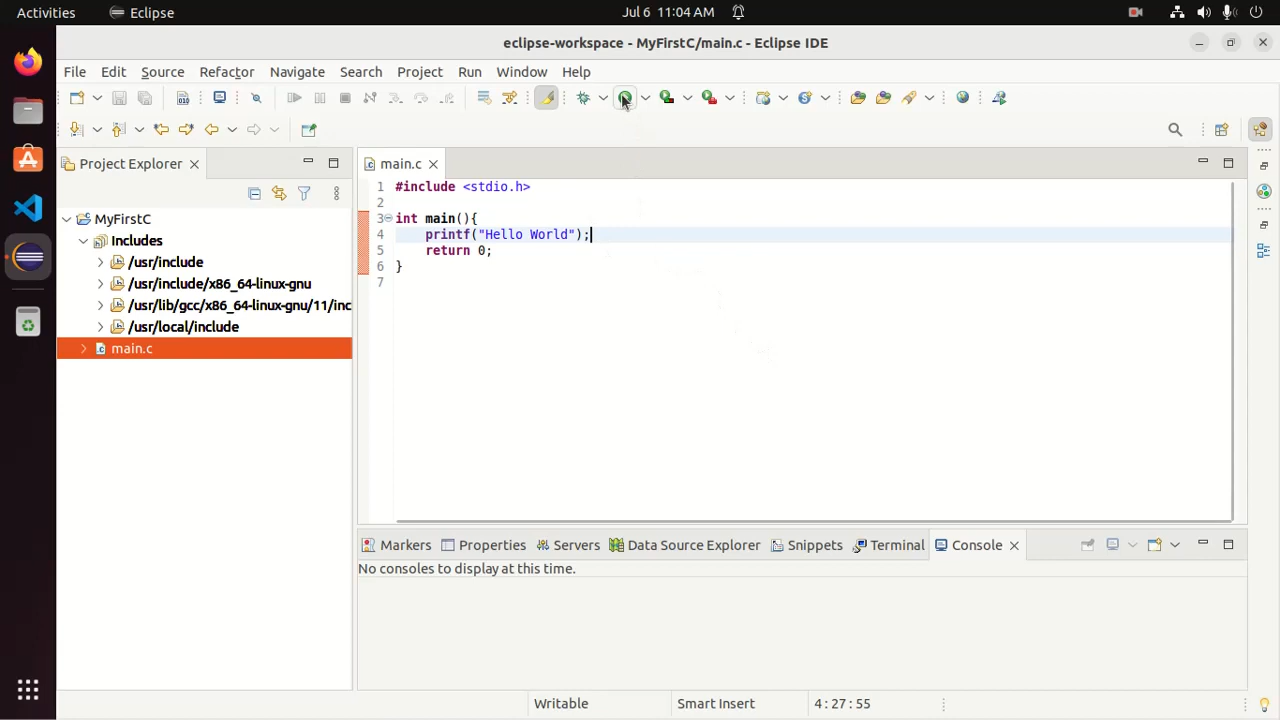 Activities Eclipse Jul 6 11:04 AM
eclipse-workspace - MyFirstC/main.c - Eclipse IDE
File Edit Source Refactor Navigate Search Project Run Window Help
Project Explorer
MyFirstC
Includes
/usr/include
/usr/include/x86_64-linux-gnu
/usr/lib/gcc/x86_64-linux-gnu/11/inc
/usr/local/include
main.c
main.c
1 #include <stdio.h>
2
3 int main(){
4 printf("Hello World");
5 return 0;
6 }
7
Markers Properties Servers Data Source Explorer Snippets Terminal Console
No consoles to display at this time.
Writable Smart Insert 4:27:55